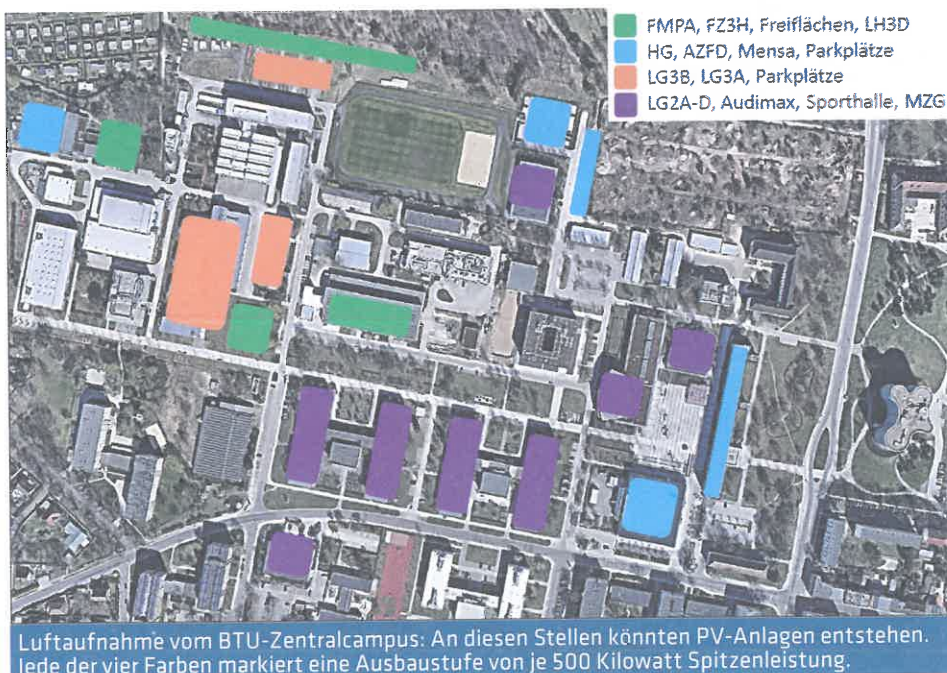 FMPA, FZ3H, Freiflächen, LH3D
HG, AZFD, Mensa, Parkplätze
LG3B, LG3A, Parkplätze
LG2A-D, Audimax, Sporthalle, MZG
Luftaufnahme vom BTU-Zentralcampus: An diesen Stellen könnten PV-Anlagen entstehen.
Jede der vier Farben markiert eine Ausbaustufe von je 500 Kilowatt Spitzenleistung.